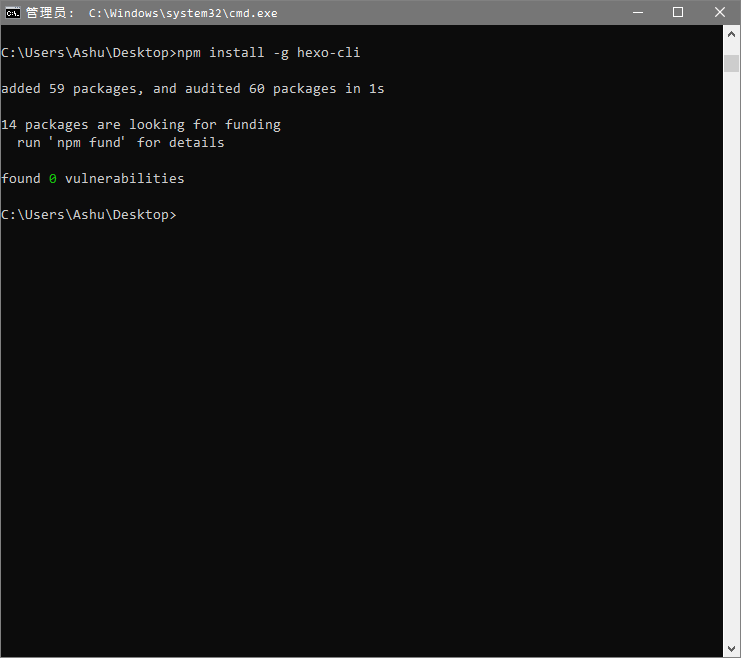 管理员: C:\Windows\system32\cmd.exe
C:\Users\Ashu\Desktop>npm install -g hexo-cli
added 59 packages, and audited 60 packages in 1s
14 packages are looking for funding
  run `npm fund` for details
found 0 vulnerabilities
C:\Users\Ashu\Desktop>